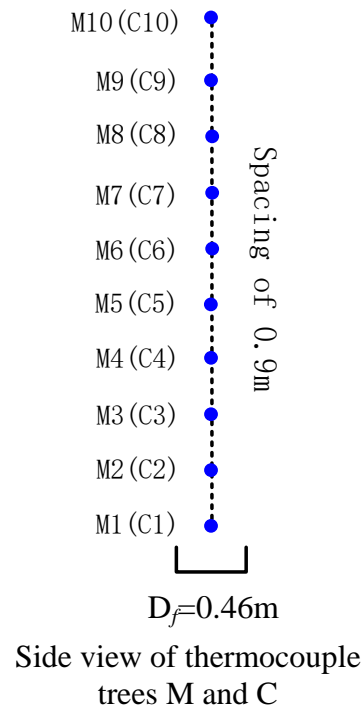 M10(C10)
M9(C9)
M8(C8)
M7(C7)
M6(C6)
M5(C5)
M4(C4)
M3(C3)
M2(C2)
M1(C1)
Spacing of 0.9m
Df=0.46m
Side view of thermocouple
trees M and C